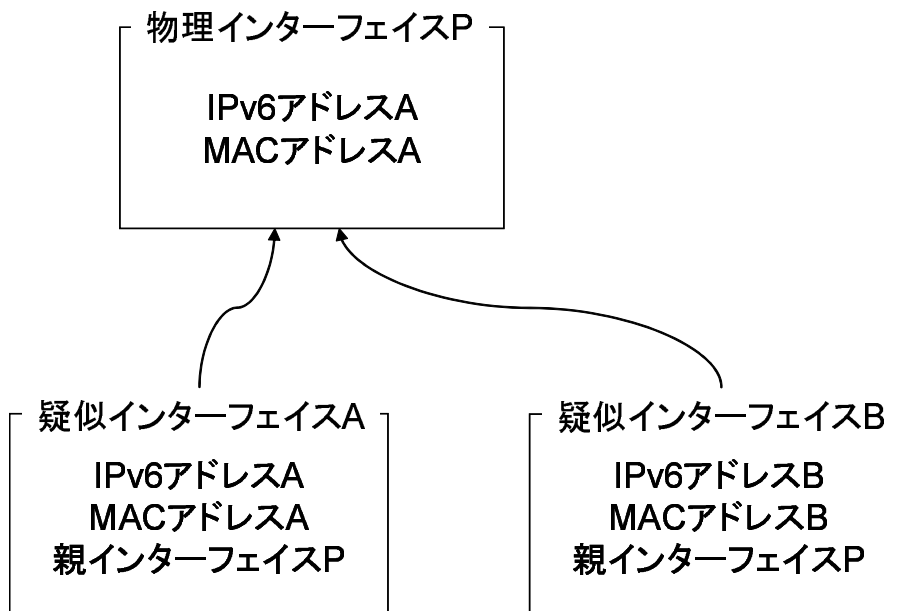 物理インターフェイスP
IPv6アドレスA
MACアドレスA
疑似インターフェイスA
IPv6アドレスA
MACアドレスA
親インターフェイスP
疑似インターフェイスB
IPv6アドレスB
MACアドレスB
親インターフェイスP